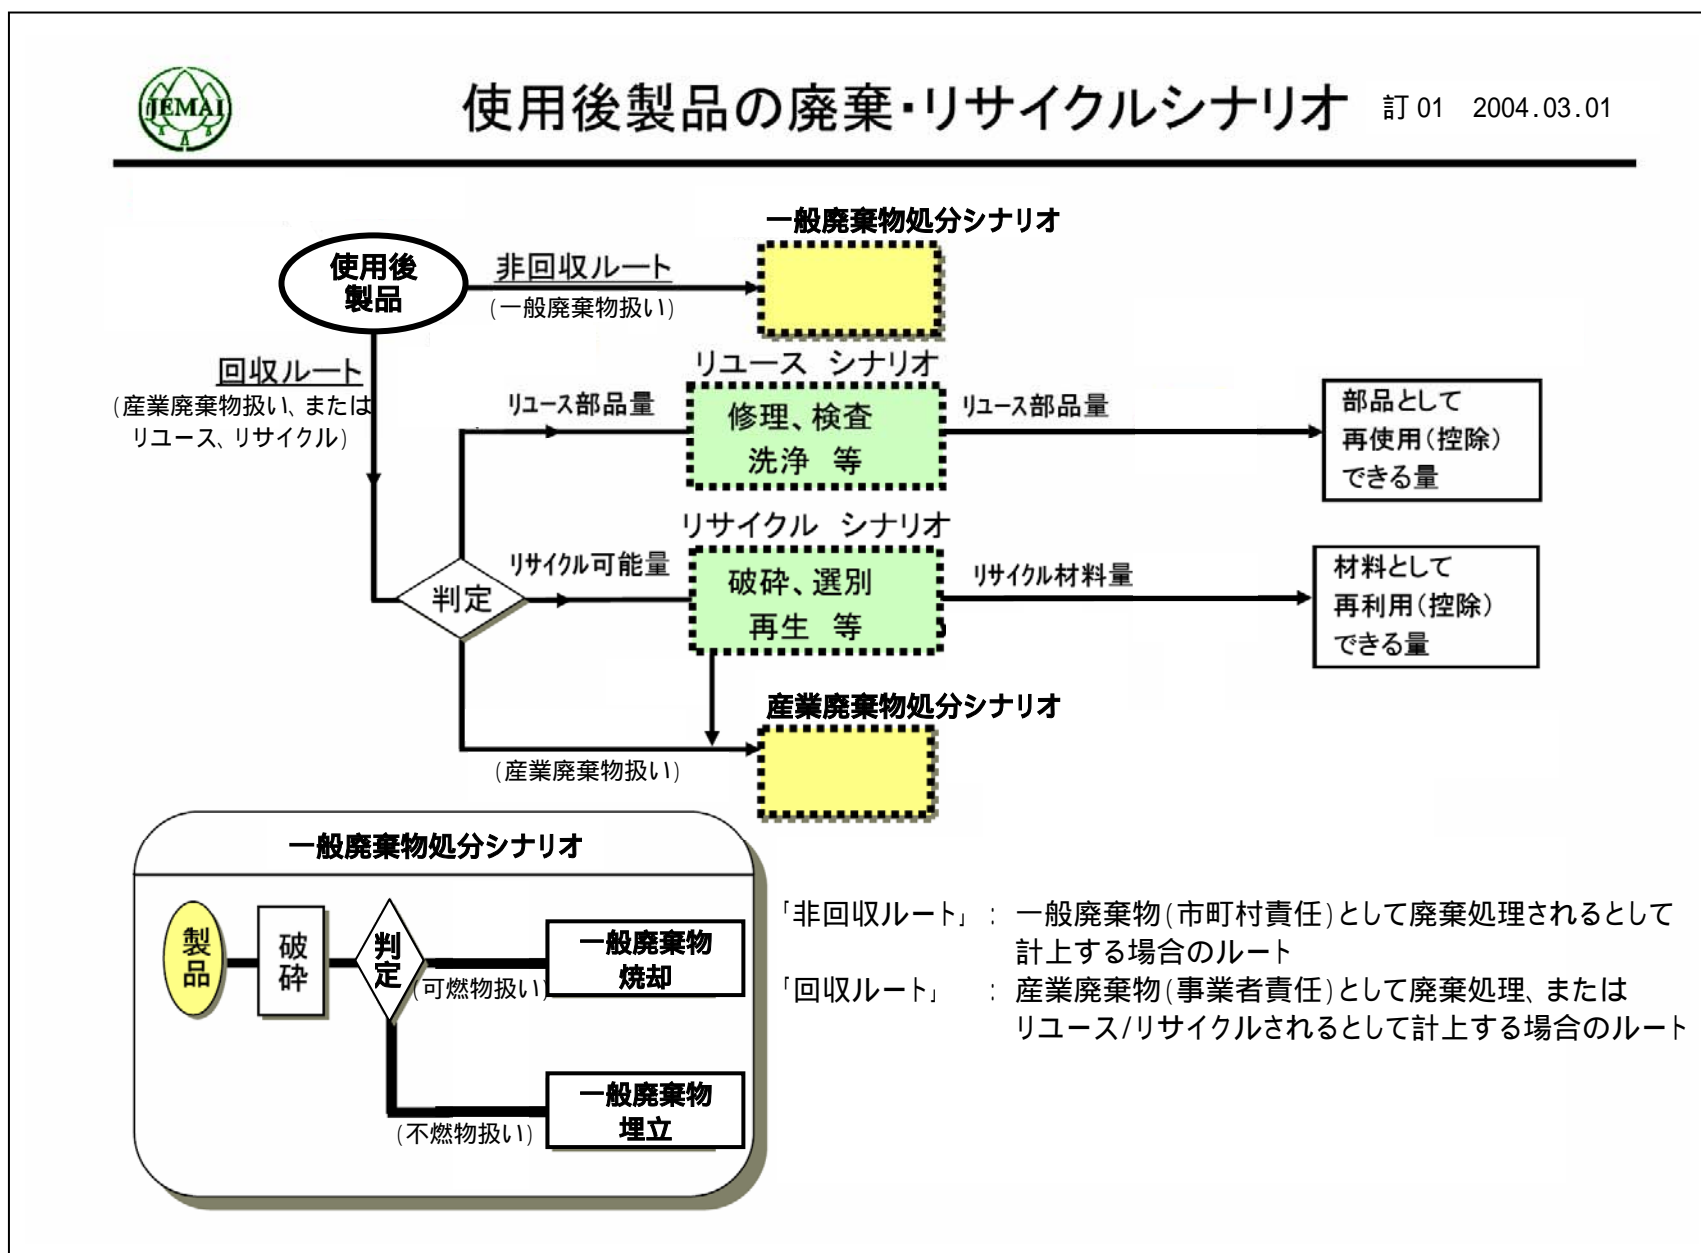 JEMAI
使用後製品の廃棄・リサイクルシナリオ 訂01 2004.03.01
一般廃棄物処分シナリオ
使用後
製品
非回収ルート
(一般廃棄物扱い)
回収ルート
(産業廃棄物扱い、または
リユース、リサイクル)
リユース シナリオ
リユース部品量
修理、検査
洗浄 等
リユース部品量
部品として
再使用(控除)
できる量
リサイクル シナリオ
判定
リサイクル可能量
破砕、選別
再生 等
リサイクル材料量
材料として
再利用(控除)
できる量
産業廃棄物処分シナリオ
(産業廃棄物扱い)
一般廃棄物処分シナリオ
製品
破砕
判定
(可燃物扱い)
一般廃棄物
焼却
(不燃物扱い)
一般廃棄物
埋立
「非回収ルート」: 一般廃棄物(市町村責任)として廃棄処理されるとして
計上する場合のルート
「回収ルート」 : 産業廃棄物(事業者責任)として廃棄処理、または
リユース/リサイクルされるとして計上する場合のルート